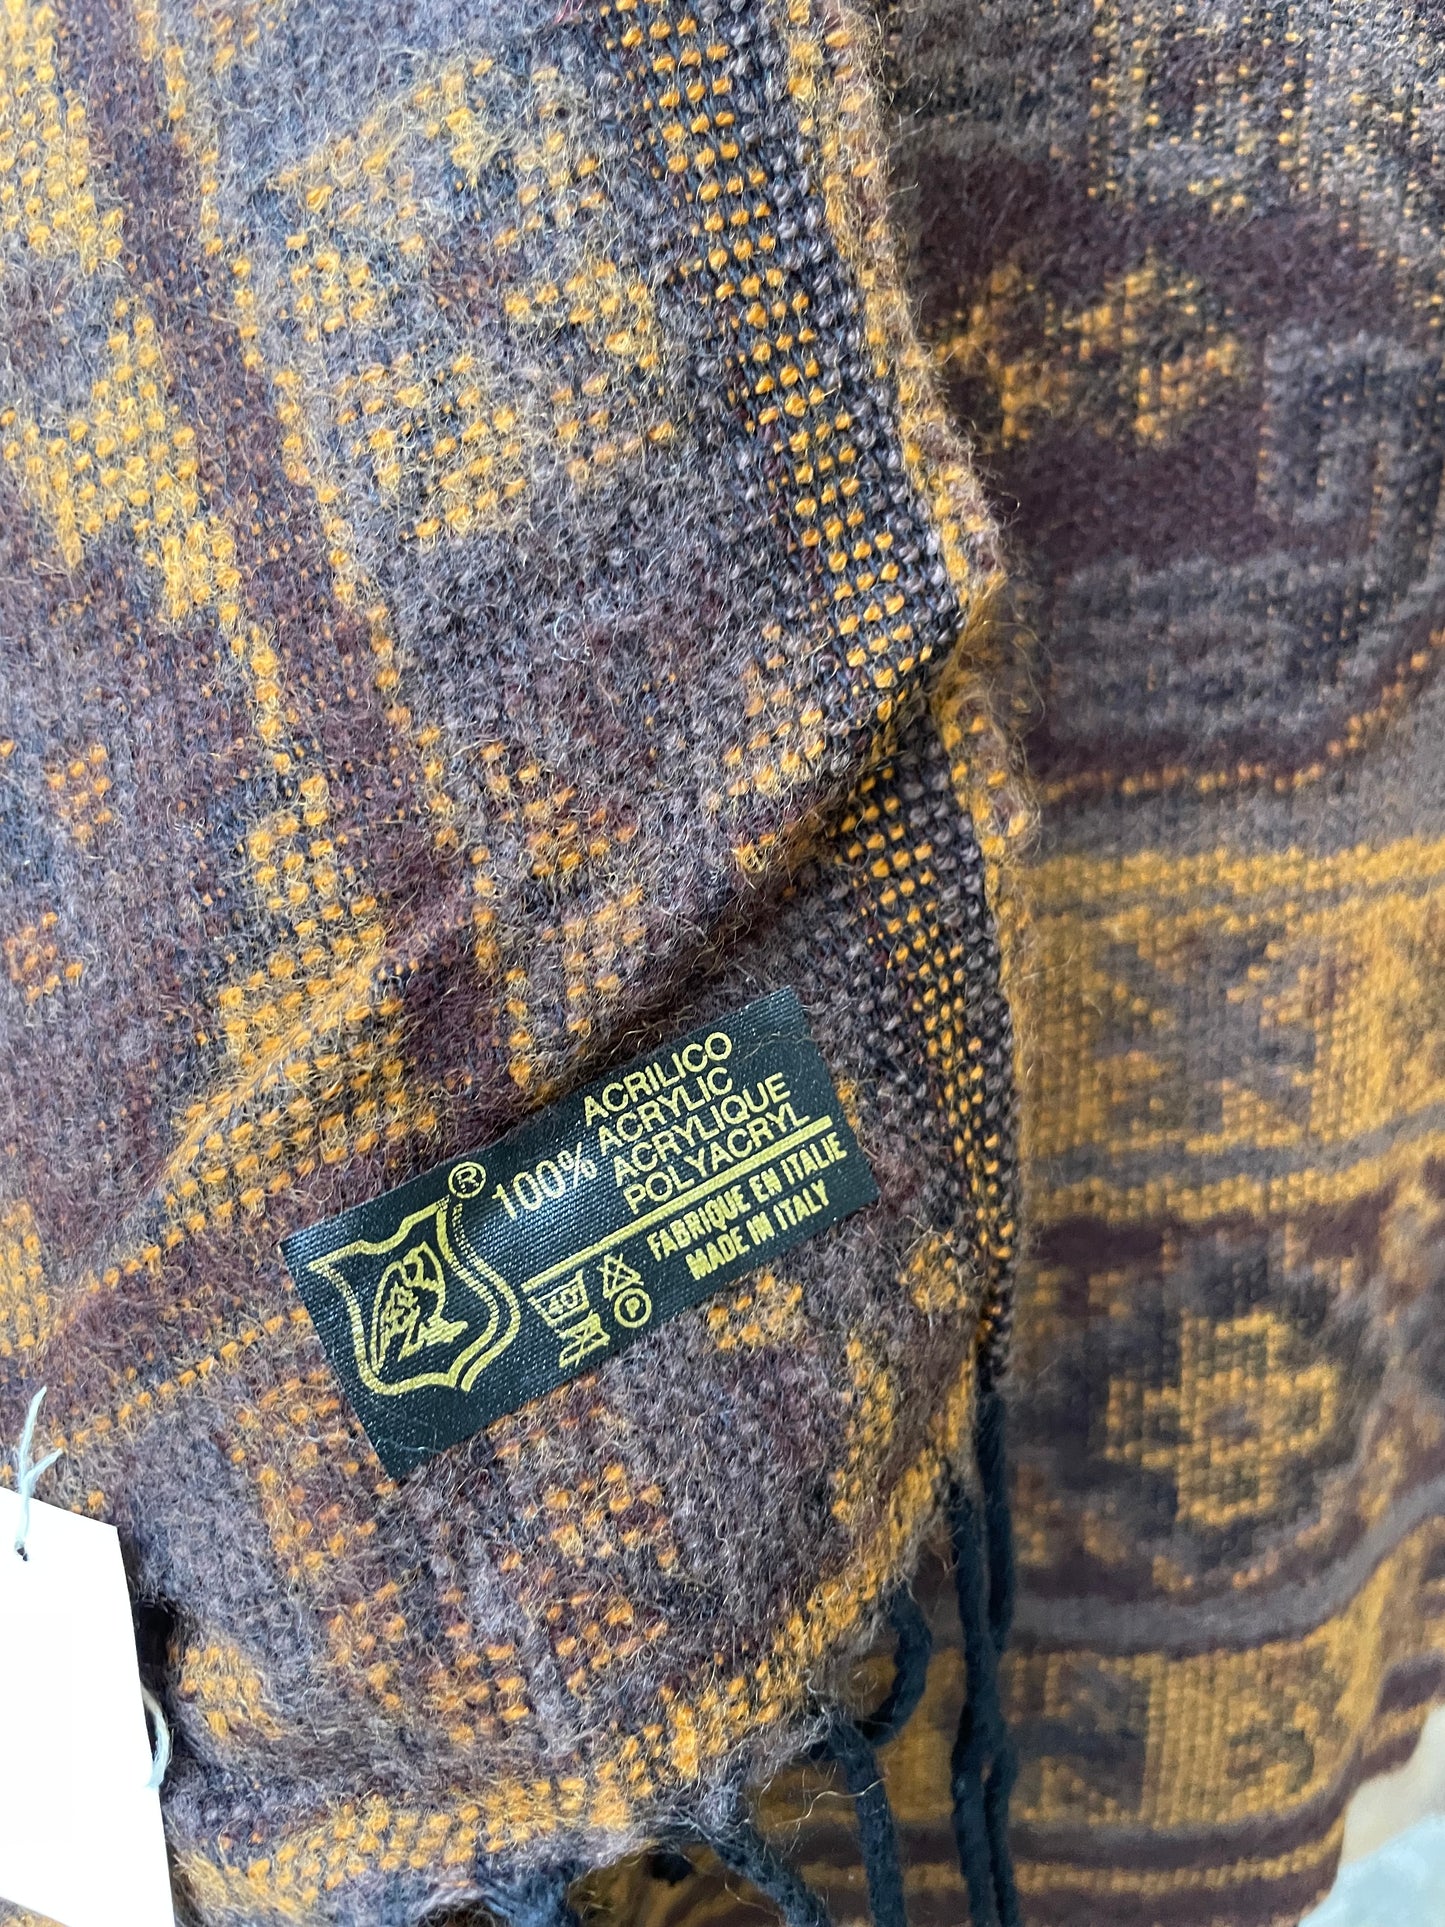 ®
ACRILICO
100% ACRYLIC
ACRYLIQUE
POLYACRYL
FABRIQUE EN ITALIE
MADE IN ITALY
40
P